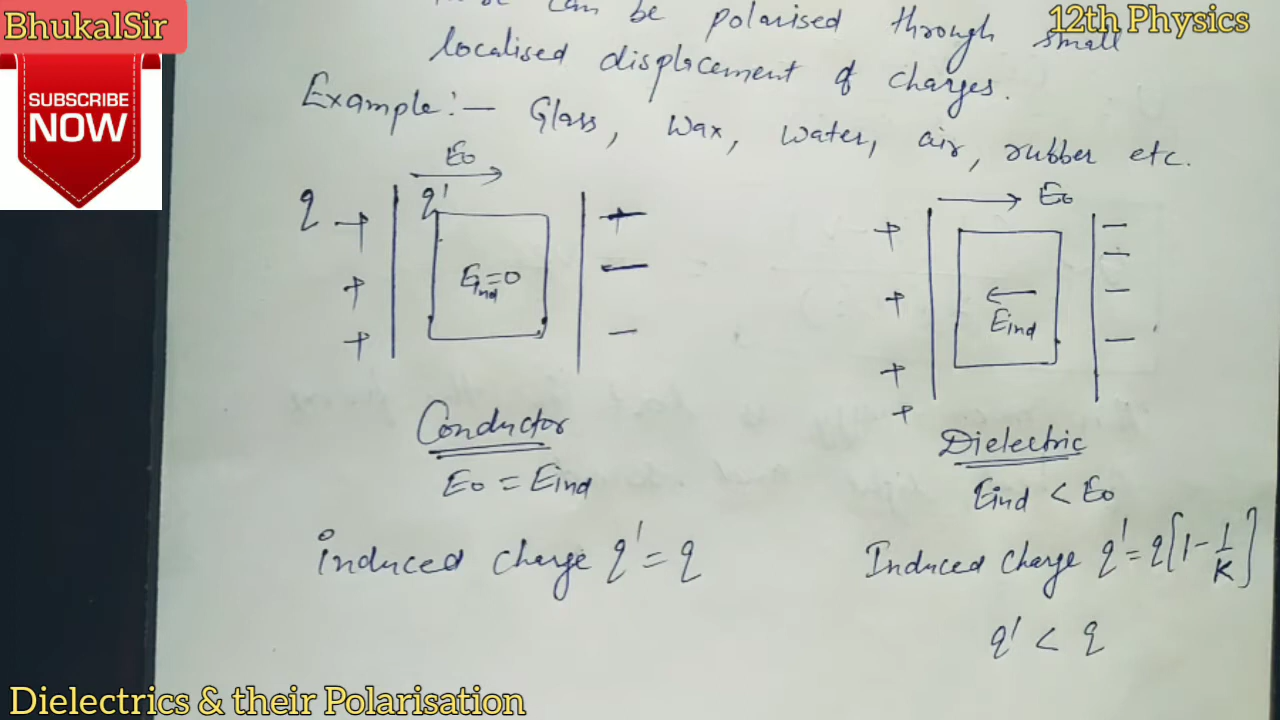 BhukalSir
12th Physics
SUBSCRIBE
NOW
can be polarised through small
localised displacement of charges.
Example:- Glass, Wax, Water, air, rubber etc.
E0
E0
q + q' +
+ -
+ -
Eind=0
+ -
+ -
+ -
+ -
Eind
Conductor
Dielectric
E0 = Eind
Eind < E0
induced charge q' = q
Induced Charge q' = q[1-1/K]
q' < q
Dielectrics & their Polarisation